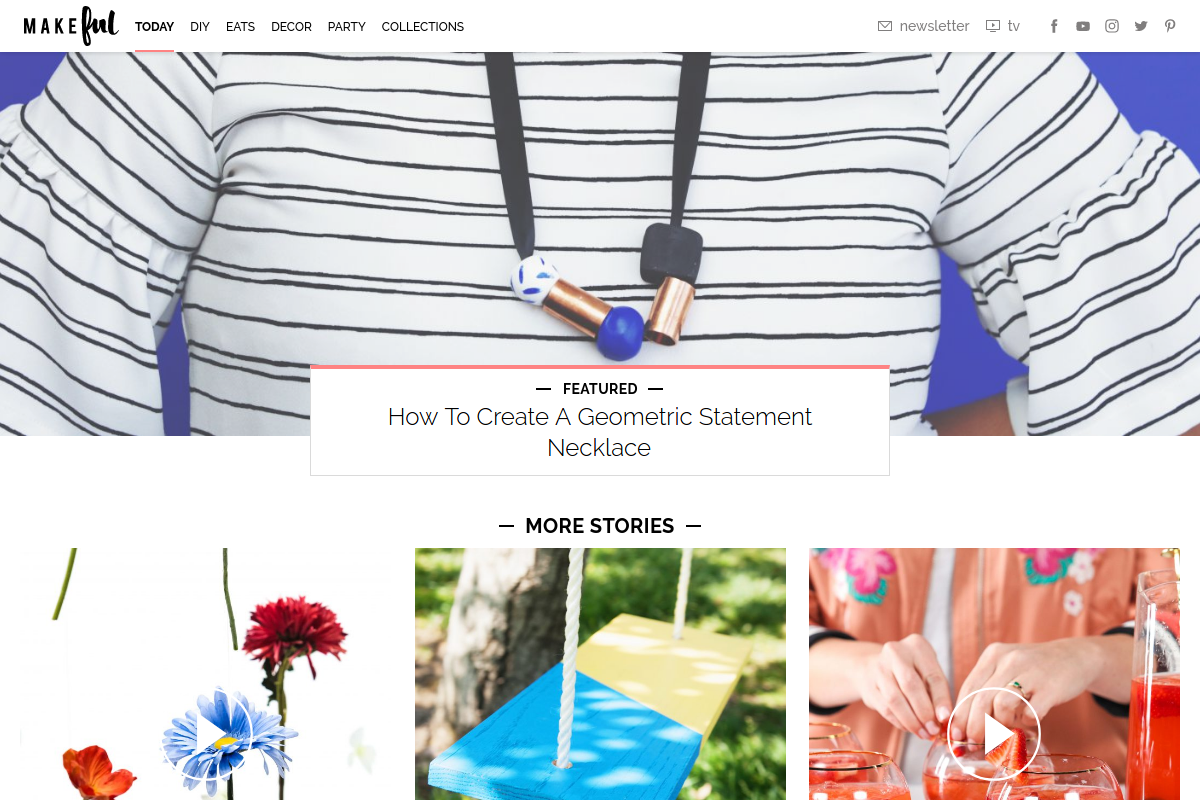 MAKEful
TODAY DIY EATS DECOR PARTY COLLECTIONS newsletter tv
FEATURED
How To Create A Geometric Statement
Necklace
MORE STORIES